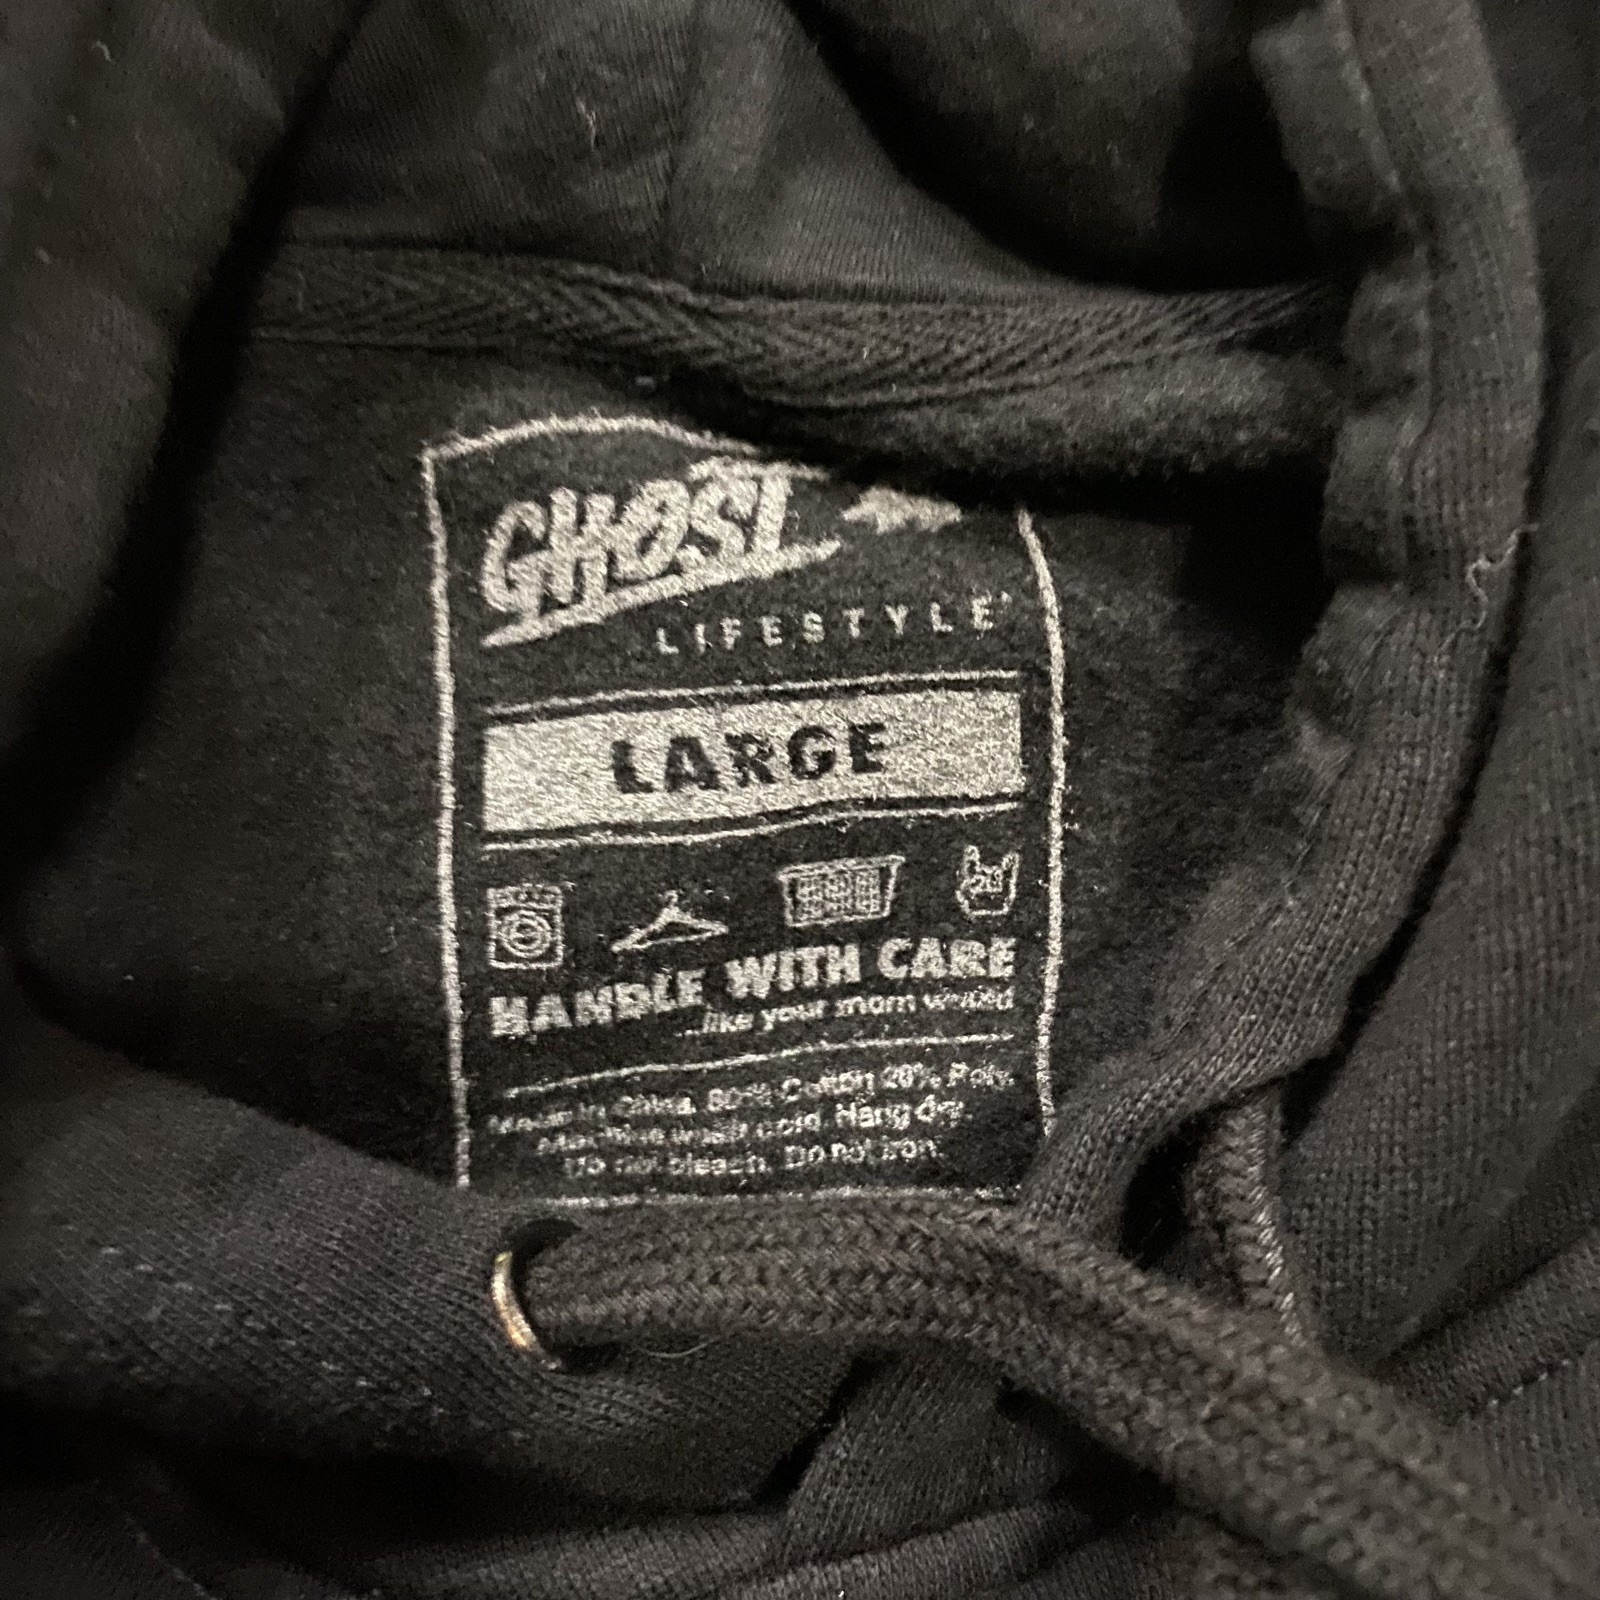 GHOST
LIFESTYLE
LARGE
HANDLE WITH CARE
...like your mom would
Made in China. 80% Cotton 20% Poly.
Machine wash cold. Hang dry.
Do not bleach. Do not iron.